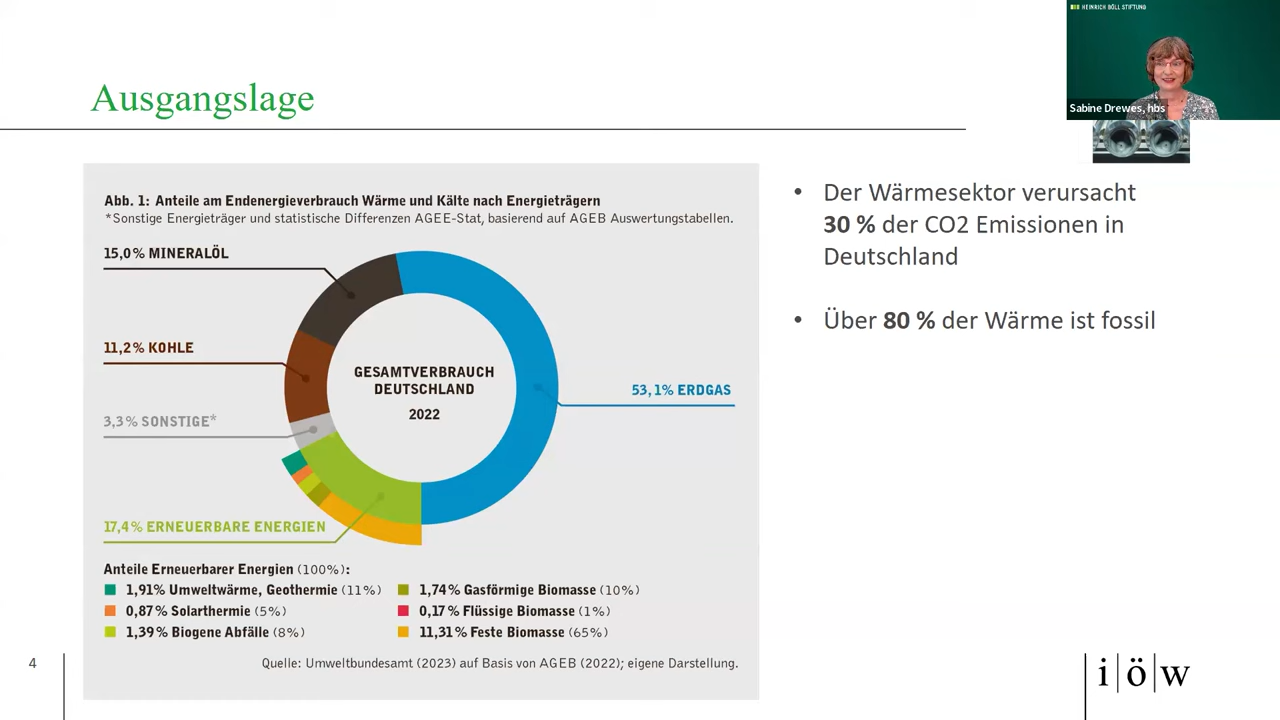 HEINRICH BÖLL STIFTUNG
Sabine Drewes, hbs
Ausgangslage
Abb. 1: Anteile am Endenergieverbrauch Wärme und Kälte nach Energieträgern
*Sonstige Energieträger und statistische Differenzen AGEE-Stat, basierend auf AGEB Auswertungstabellen.
15,0% MINERALÖL
11,2% KOHLE
3,3% SONSTIGE*
17,4% ERNEUERBARE ENERGIEN
53,1% ERDGAS
GESAMTVERBRAUCH
DEUTSCHLAND
2022
Anteile Erneuerbarer Energien (100%):
1,91% Umweltwärme, Geothermie (11%)
0,87% Solarthermie (5%)
1,39% Biogene Abfälle (8%)
1,74% Gasförmige Biomasse (10%)
0,17% Flüssige Biomasse (1%)
11,31% Feste Biomasse (65%)
Quelle: Umweltbundesamt (2023) auf Basis von AGEB (2022); eigene Darstellung.
• Der Wärmesektor verursacht
30 % der CO2 Emissionen in
Deutschland
• Über 80 % der Wärme ist fossil
4
i|ö|w